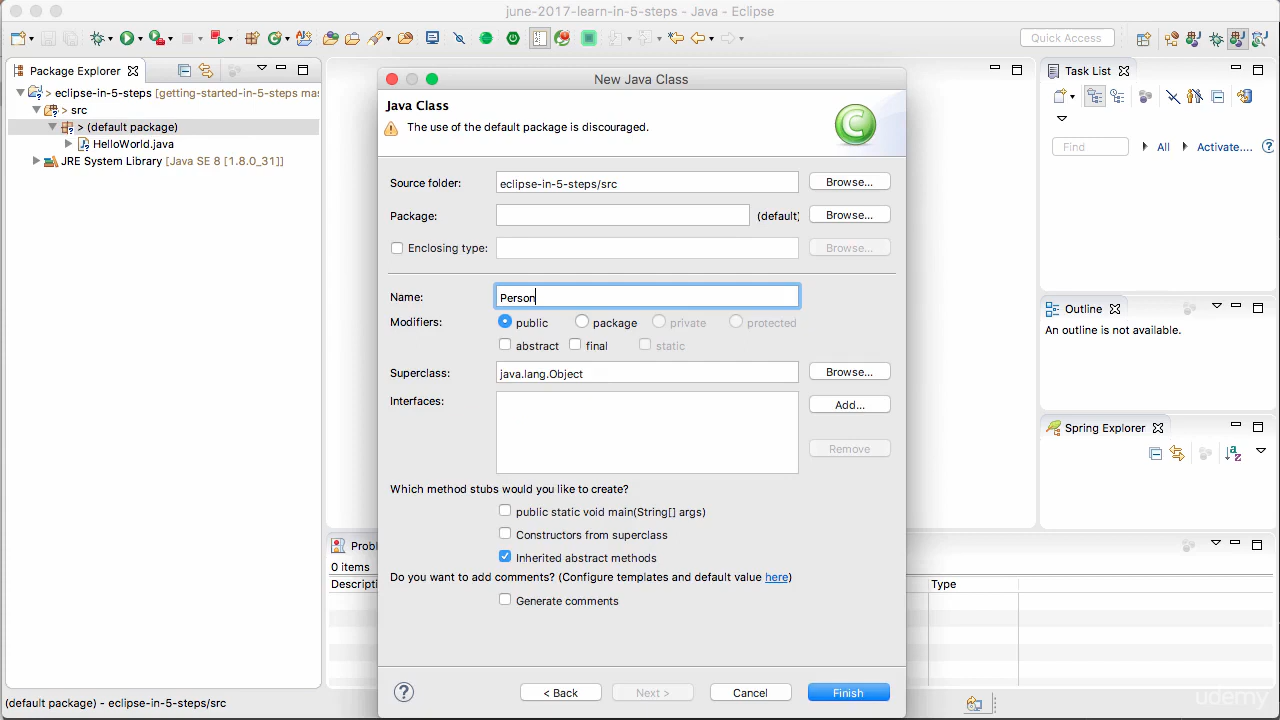 june-2017-learn-in-5-steps - Java - Eclipse
Quick Access
Package Explorer
> eclipse-in-5-steps [getting-started-in-5-steps mas
> src
> (default package)
HelloWorld.java
JRE System Library [Java SE 8 [1.8.0_31]]
New Java Class
Java Class
The use of the default package is discouraged.
C
Source folder: eclipse-in-5-steps/src Browse...
Package: (default) Browse...
Enclosing type: Browse...
Name: Person
Modifiers: public package private protected
abstract final static
Superclass: java.lang.Object Browse...
Interfaces: Add...
Remove
Which method stubs would you like to create?
public static void main(String[] args)
Constructors from superclass
Inherited abstract methods
Do you want to add comments? (Configure templates and default value here)
Generate comments
? < Back Next > Cancel Finish
Task List
Find All Activate....
Outline
An outline is not available.
Spring Explorer
Probl
0 items
Descripti Type
(default package) - eclipse-in-5-steps/src
udemy